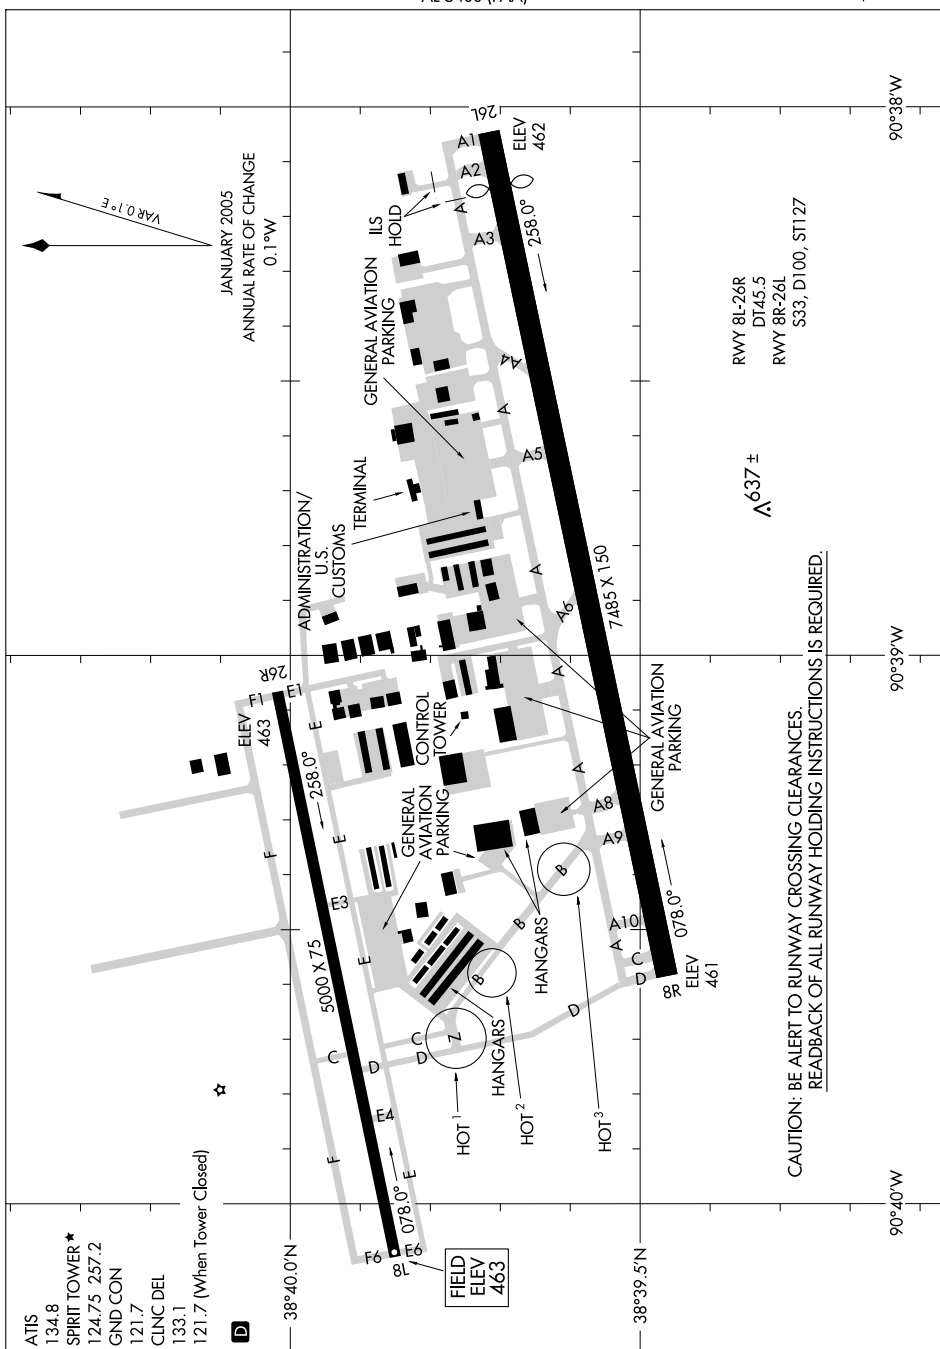 ATIS
134.8
SPIRIT TOWER★
124.75 257.2
GND CON
121.7
CLNC DEL
133.1
121.7 (When Tower Closed)
D
VAR 0.1°E
JANUARY 2005
ANNUAL RATE OF CHANGE
0.1°W
26L
A1
ELEV
462
A2
ILS
HOLD
A
A3
258.0°
GENERAL AVIATION
PARKING
A4
A
A5
TERMINAL
ADMINISTRATION/
U.S.
CUSTOMS
A
A6
7485 X 150
RWY 8L-26R
DT45.5
RWY 8R-26L
S33, D100, ST127
637 ±
26R
F1
E1
ELEV
463
E
258.0°
CONTROL
TOWER
A
A
GENERAL AVIATION
PARKING
GENERAL
AVIATION
PARKING
F
E
A8
A9
E3
B
B
A10
A
078.0°
5000 X 75
E
HANGARS
B
C
D
8R
ELEV
461
C
D
C
D
Z
D
HANGARS
HOT 1
HOT 2
HOT 3
E4
F
E
078.0°
F6
E6
8L
FIELD
ELEV
463
38°40.0'N
38°39.5'N
90°38'W
90°39'W
90°40'W
CAUTION: BE ALERT TO RUNWAY CROSSING CLEARANCES.
READBACK OF ALL RUNWAY HOLDING INSTRUCTIONS IS REQUIRED.